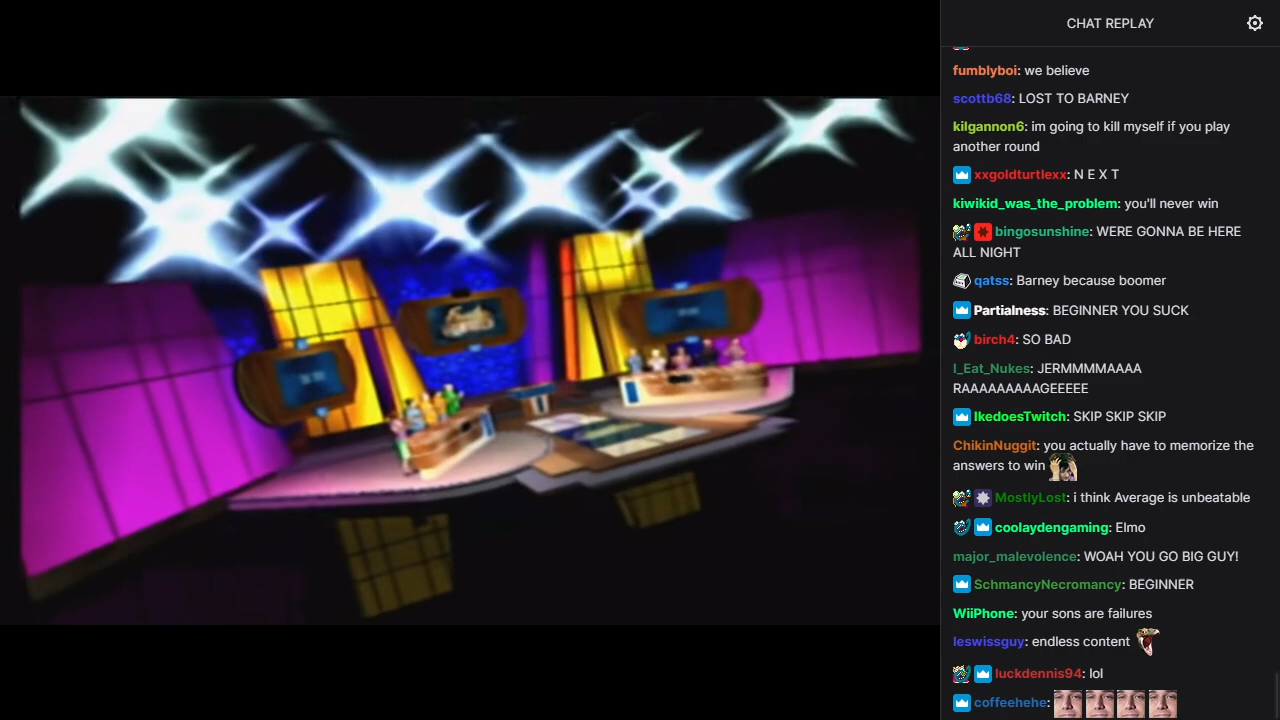 CHAT REPLAY
fumblyboi: we believe
scottb68: LOST TO BARNEY
kilgannon6: im going to kill myself if you play
another round
xxgoldturtlexx: N E X T
kiwikid_was_the_problem: you'll never win
bingosunshine: WERE GONNA BE HERE
ALL NIGHT
qatss: Barney because boomer
Partialness: BEGINNER YOU SUCK
birch4: SO BAD
I_Eat_Nukes: JERMMMMAAAA
RAAAAAAAAGEEEEE
IkedoesTwitch: SKIP SKIP SKIP
ChikinNuggit: you actually have to memorize the
answers to win
MostlyLost: i think Average is unbeatable
coolaydengaming: Elmo
major_malevolence: WOAH YOU GO BIG GUY!
SchmancyNecromancy: BEGINNER
WiiPhone: your sons are failures
leswissguy: endless content
luckdennis94: lol
coffeehehe: